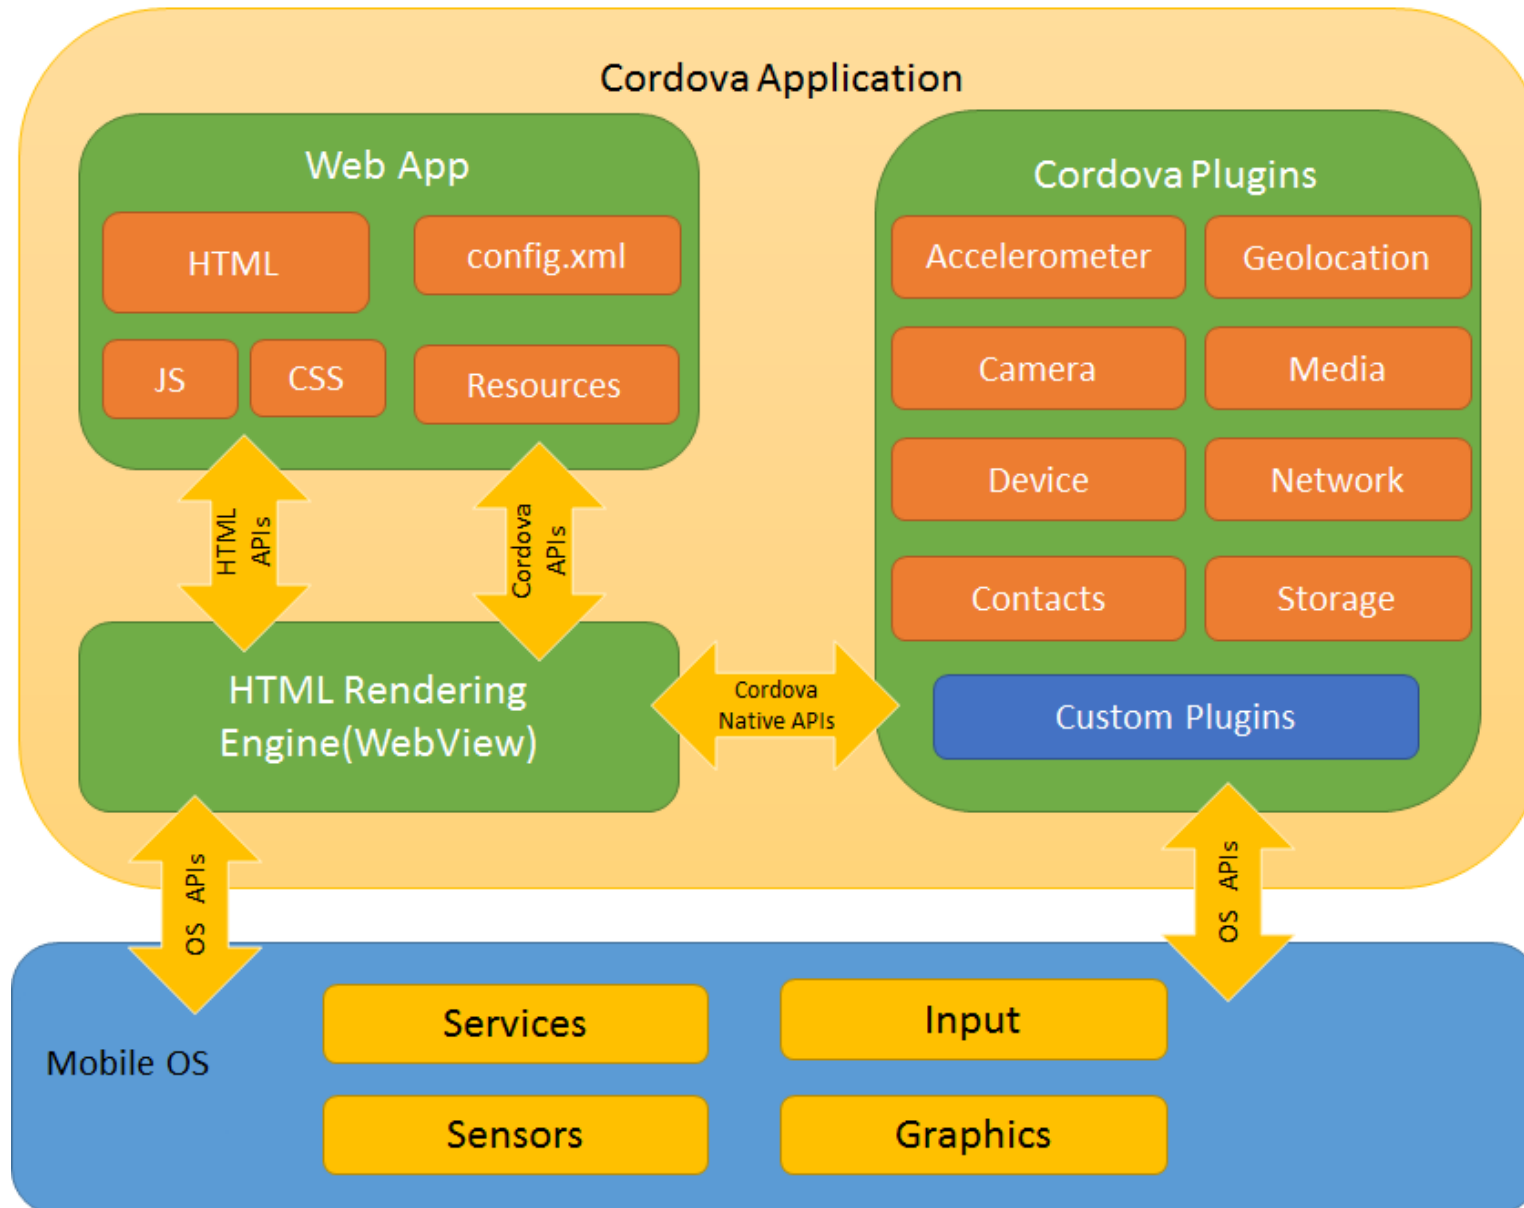 Cordova Application
Web App
HTML
config.xml
JS
CSS
Resources
HTML
APIs
Cordova
APIs
HTML Rendering
Engine(WebView)
Cordova
Native APIs
Cordova Plugins
Accelerometer
Geolocation
Camera
Media
Device
Network
Contacts
Storage
Custom Plugins
OS APIs
OS APIs
Mobile OS
Services
Input
Sensors
Graphics